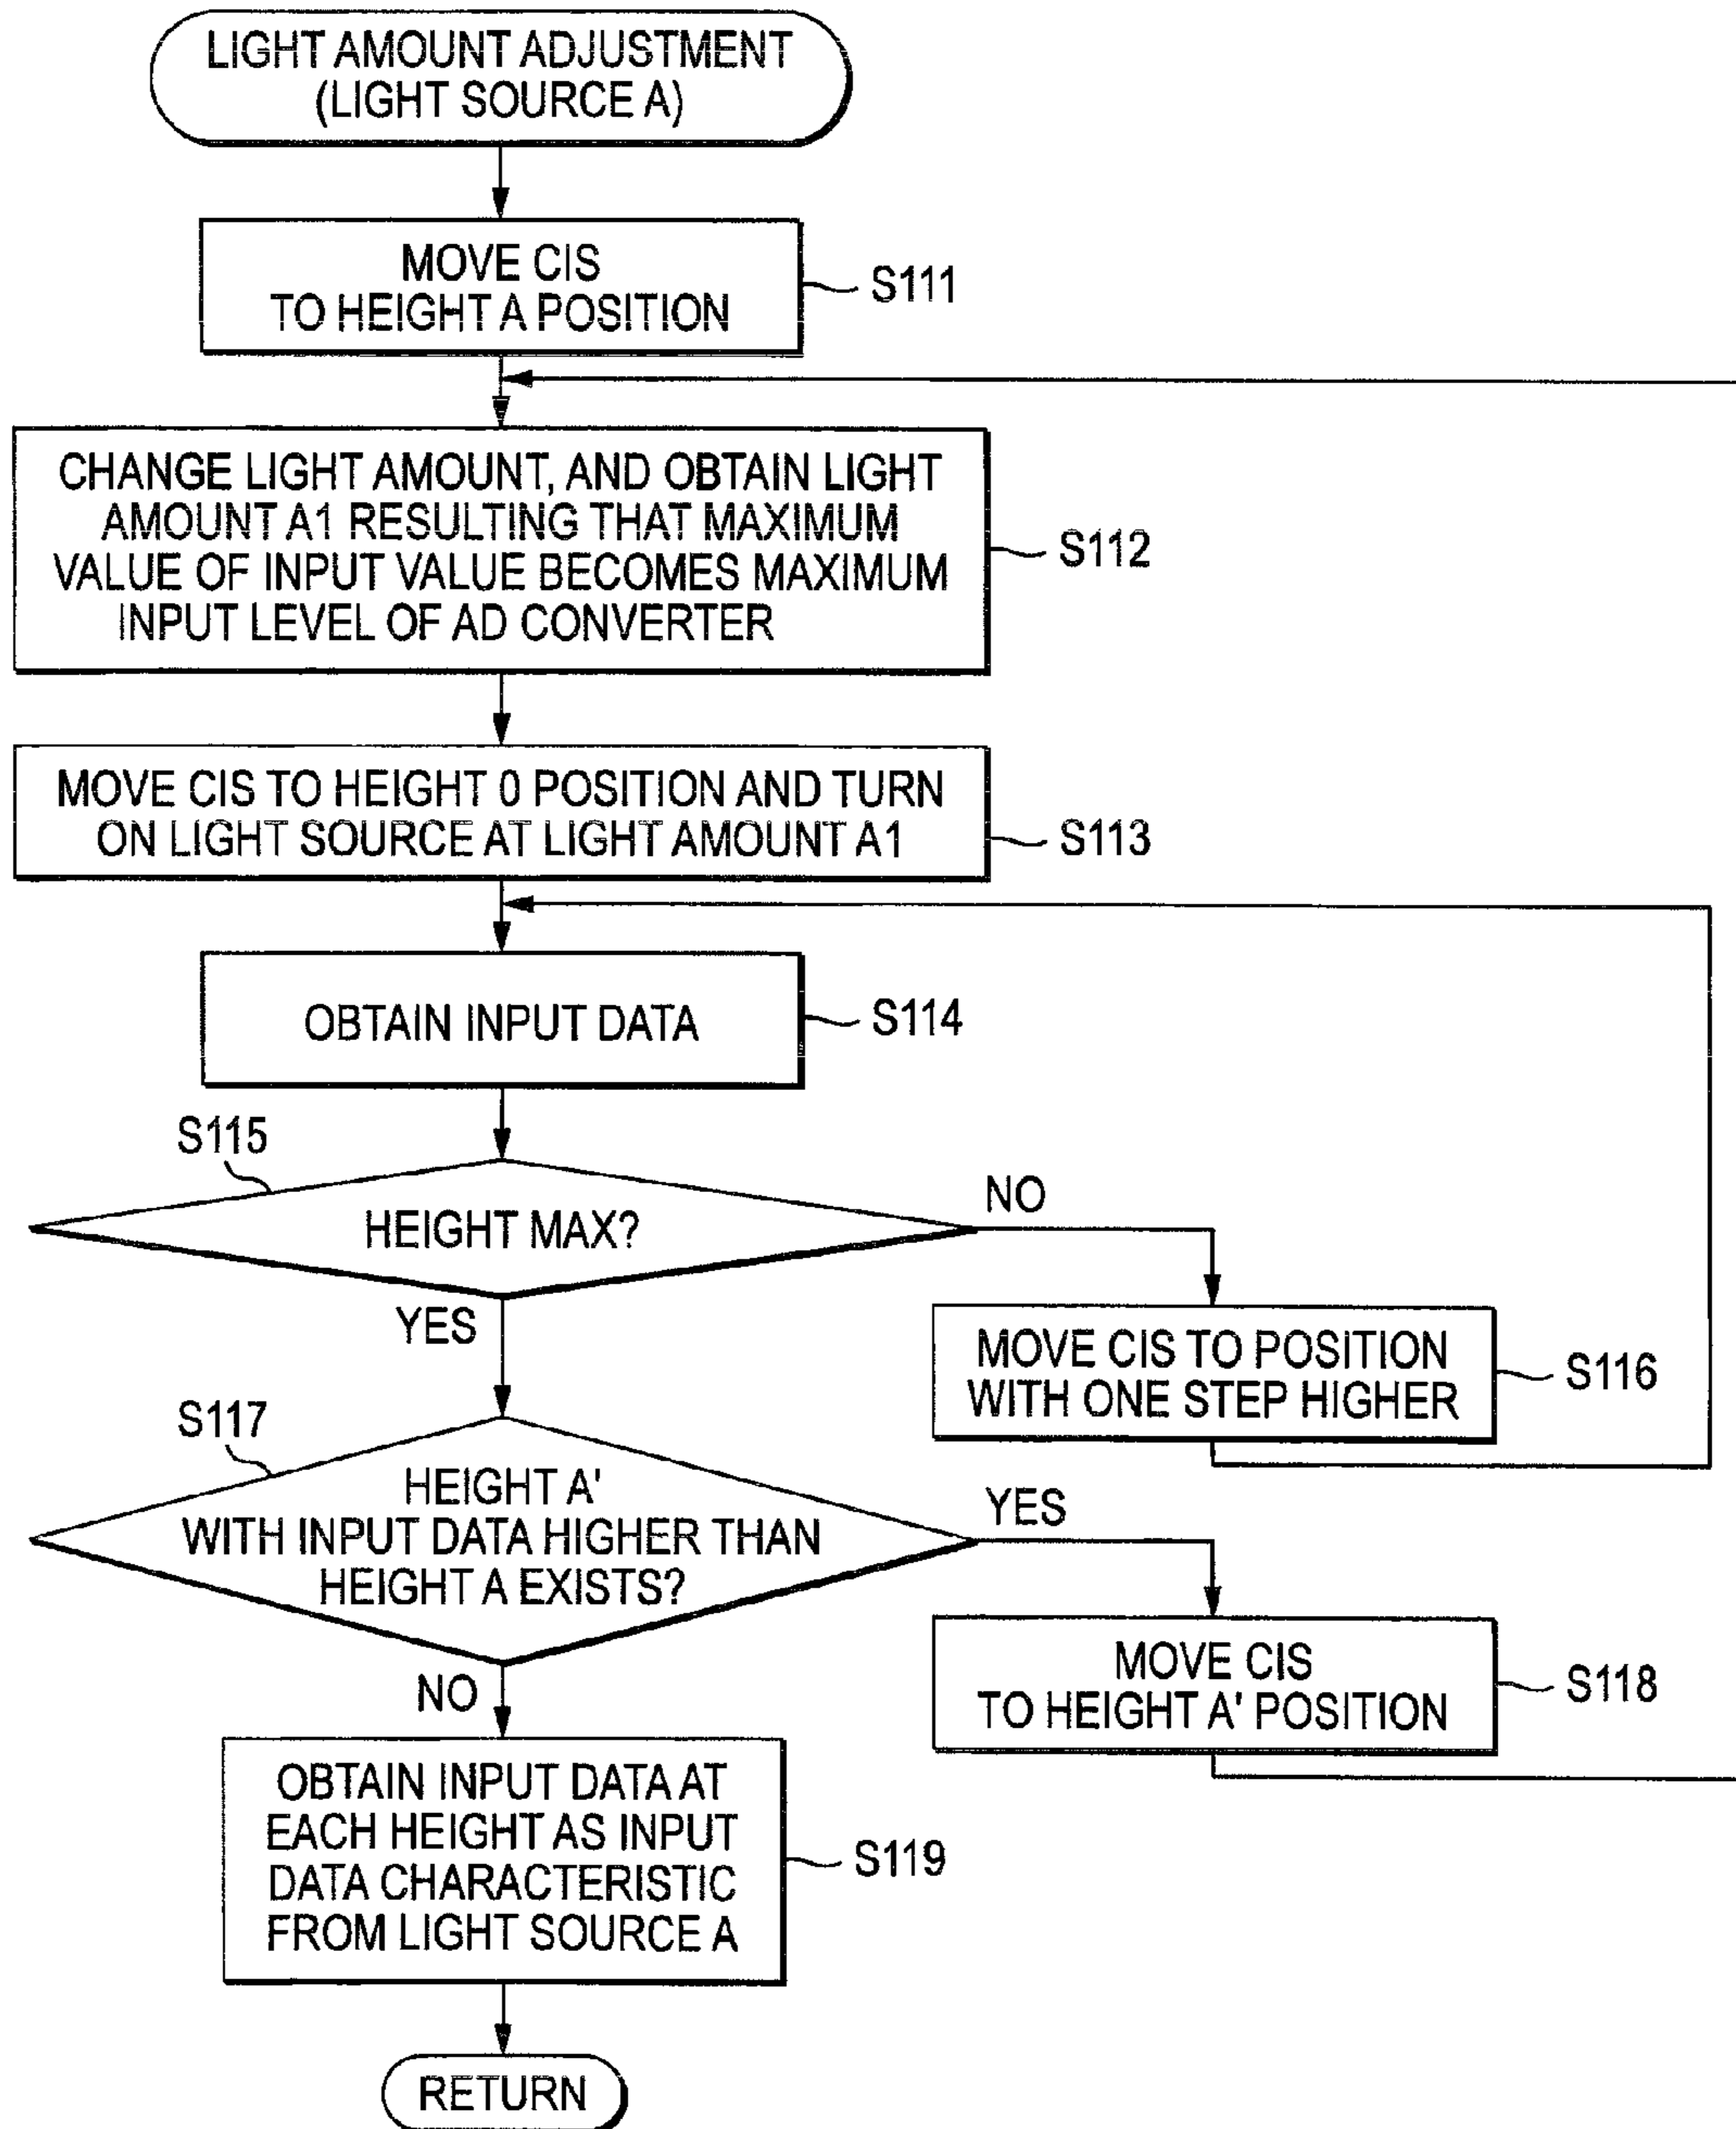 LIGHT AMOUNT ADJUSTMENT
(LIGHT SOURCE A)
MOVE CIS
TO HEIGHT A POSITION
S111
CHANGE LIGHT AMOUNT, AND OBTAIN LIGHT
AMOUNT A1 RESULTING THAT MAXIMUM
VALUE OF INPUT VALUE BECOMES MAXIMUM
INPUT LEVEL OF AD CONVERTER
S112
MOVE CIS TO HEIGHT 0 POSITION AND TURN
ON LIGHT SOURCE AT LIGHT AMOUNT A1
S113
OBTAIN INPUT DATA
S114
S115
HEIGHT MAX?
NO
YES
MOVE CIS TO POSITION
WITH ONE STEP HIGHER
S116
S117
HEIGHT A'
WITH INPUT DATA HIGHER THAN
HEIGHT A EXISTS?
YES
NO
MOVE CIS
TO HEIGHT A' POSITION
S118
OBTAIN INPUT DATA AT
EACH HEIGHT AS INPUT
DATA CHARACTERISTIC
FROM LIGHT SOURCE A
S119
RETURN